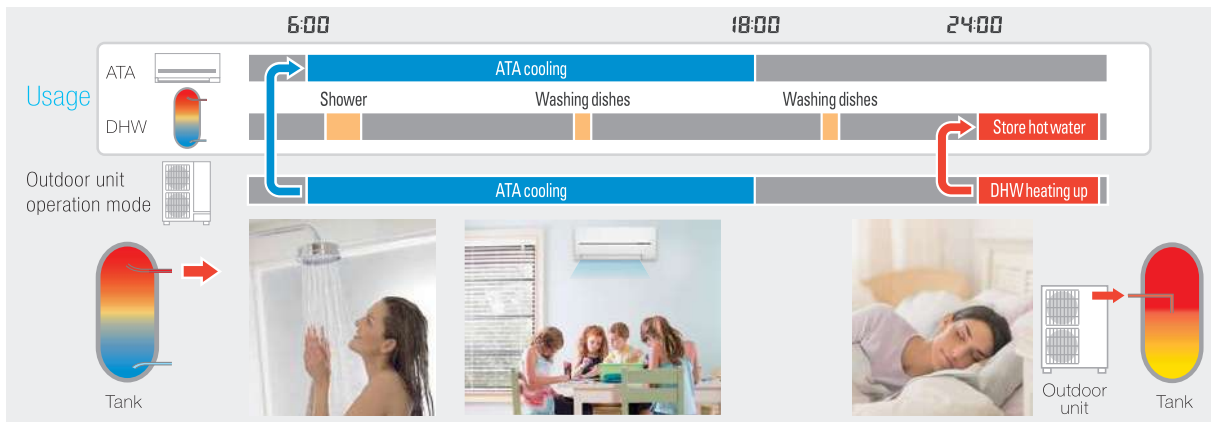 6:00 18:00 24:00
Usage
ATA
ATA cooling
Shower Washing dishes Washing dishes
DHW
Store hot water
Outdoor unit
operation mode
ATA cooling
DHW heating up
Tank
Outdoor
unit
Tank